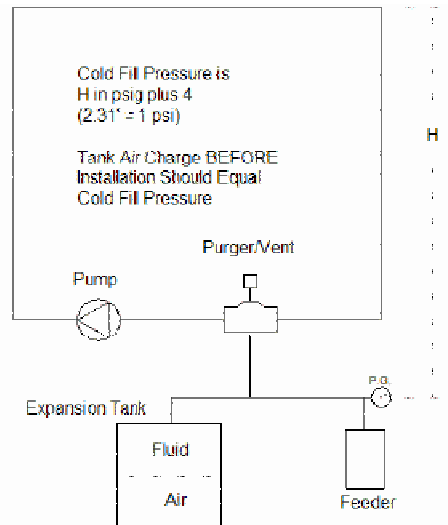 Cold Fill Pressure is
H in psig plus 4
(2.31' = 1 psi)
Tank Air Charge BEFORE
Installation Should Equal
Cold Fill Pressure
H
Purger/Vent
Pump
P.G.
Expansion Tank
Fluid
Air
Feeder